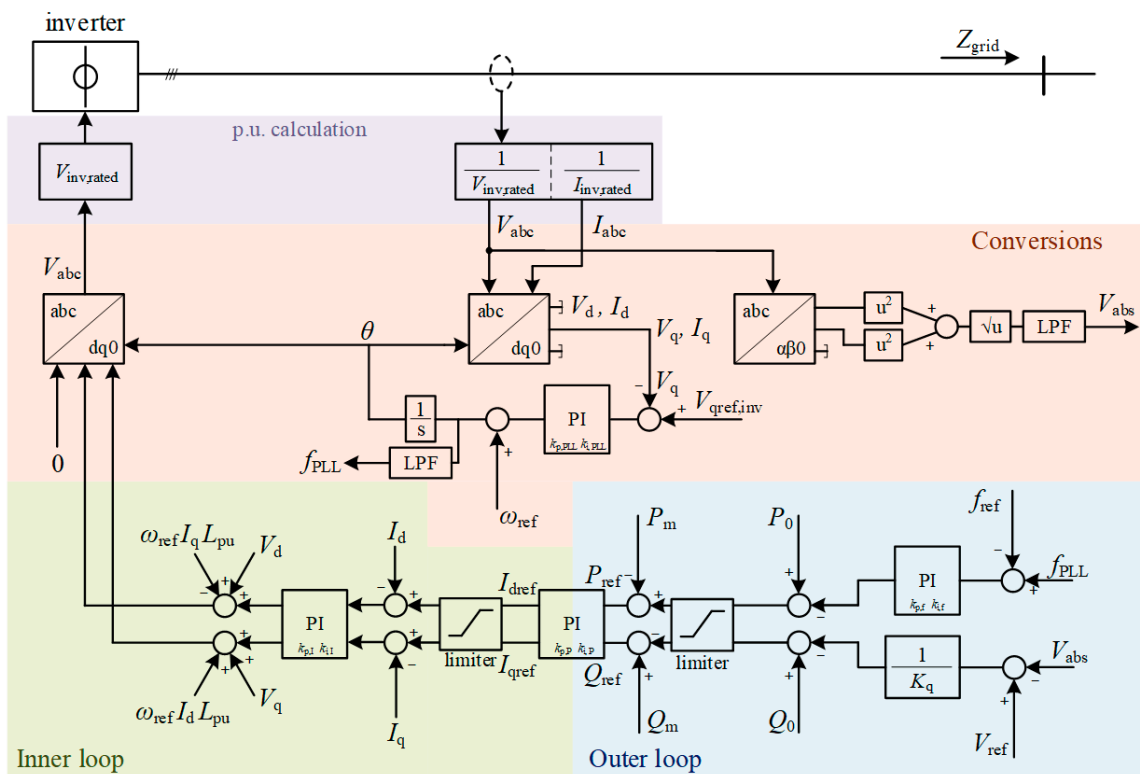 inverter
Z_grid
p.u. calculation
V_inv,rated
1/V_inv,rated
1/I_inv,rated
V_abc
I_abc
Conversions
V_abc
abc
dq0
θ
abc
dq0
V_d , I_d
V_q, I_q
abc
αβ0
u²
u²
+
+
√u
LPF
V_abs
− V_q
+ V_qref,inv
PI
k_p,PLL k_i,PLL
1/s
LPF
f_PLL
+
ω_ref
0
ω_ref I_q L_pu
V_d
I_d
P_m
P_0
f_ref
− + +
−
+
I_dref
+
P_ref
−
+
+
−
PI
k_p,f k_i,f
−
+
f_PLL
PI
k_p,I k_i,I
limiter
PI
k_p,P k_i,P
limiter
+ +
+
+
−
I_qref
Q_ref
−
+
−
+
1/K_q
−
+
V_abs
ω_ref I_d L_pu
V_q
I_q
Q_m
Q_0
V_ref
Inner loop
Outer loop